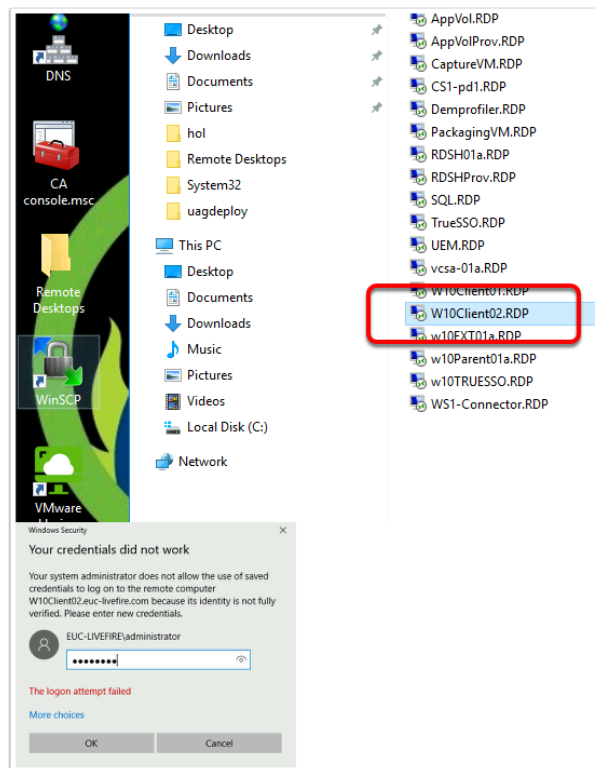 DNS
CA
console.msc
Remote
Desktops
WinSCP
VMware
Desktop
Downloads
Documents
Pictures
hol
Remote Desktops
System32
uagdeploy
This PC
Desktop
Documents
Downloads
Music
Pictures
Videos
Local Disk (C:)
Network
AppVol.RDP
AppVolProv.RDP
CaptureVM.RDP
CS1-pd1.RDP
Demprofiler.RDP
PackagingVM.RDP
RDSH01a.RDP
RDSHProv.RDP
SQL.RDP
TrueSSO.RDP
UEM.RDP
vcsa-01a.RDP
W10Client01.RDP
W10Client02.RDP
w10EXT01a.RDP
w10Parent01a.RDP
w10TRUESSO.RDP
WS1-Connector.RDP
Windows Security
Your credentials did not work
Your system administrator does not allow the use of saved
credentials to log on to the remote computer
W10Client02.euc-livefire.com because its identity is not fully
verified. Please enter new credentials.
EUC-LIVEFIRE\administrator
The logon attempt failed
More choices
OK
Cancel